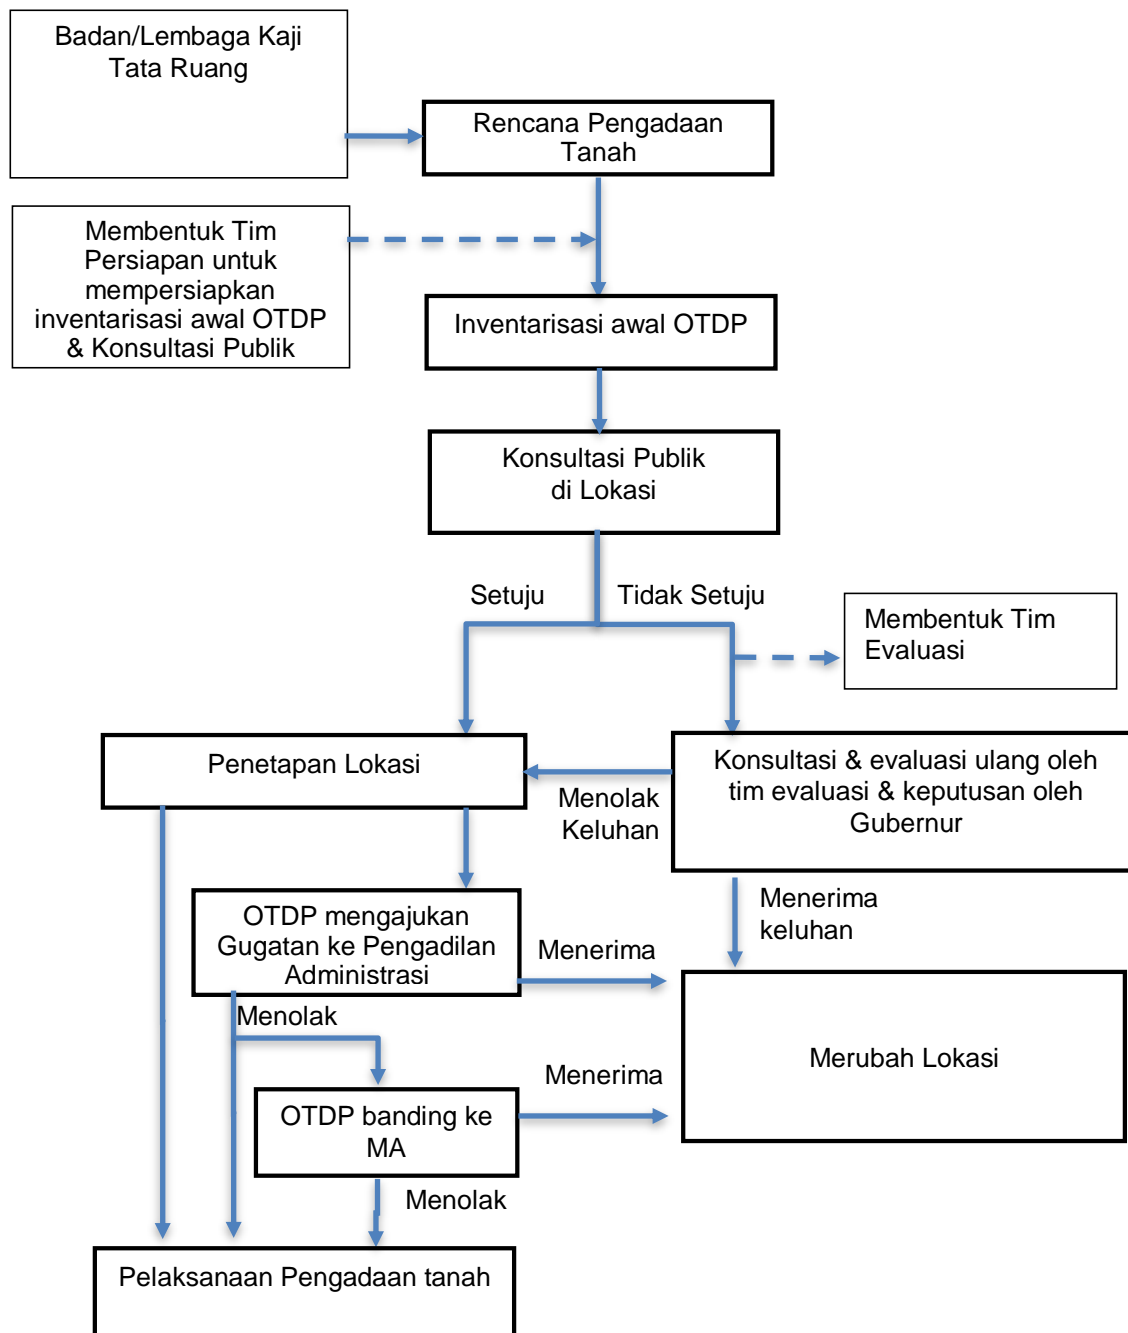 Badan/Lembaga Kaji
Tata Ruang
Rencana Pengadaan
Tanah
Membentuk Tim
Persiapan untuk
mempersiapkan
inventarisasi awal OTDP
& Konsultasi Publik
Inventarisasi awal OTDP
Konsultasi Publik
di Lokasi
Setuju
Tidak Setuju
Membentuk Tim
Evaluasi
Penetapan Lokasi
Konsultasi & evaluasi ulang oleh
tim evaluasi & keputusan oleh
Gubernur
Menolak
Keluhan
Menerima
keluhan
OTDP mengajukan
Gugatan ke Pengadilan
Administrasi
Menerima
Menolak
Merubah Lokasi
OTDP banding ke
MA
Menerima
Menolak
Pelaksanaan Pengadaan tanah